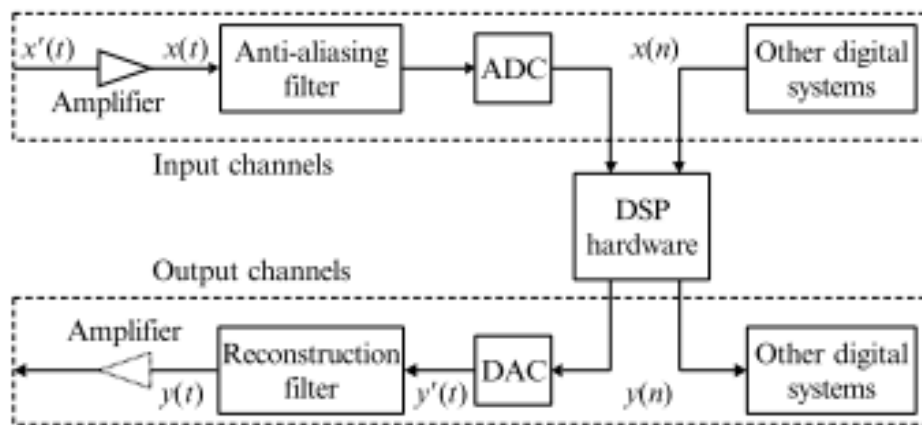 x'(t)
x(t)
Amplifier
Anti-aliasing
filter
ADC
x(n)
Other digital
systems
Input channels
DSP
hardware
Output channels
Amplifier
y(t)
Reconstruction
filter
y'(t)
DAC
y(n)
Other digital
systems